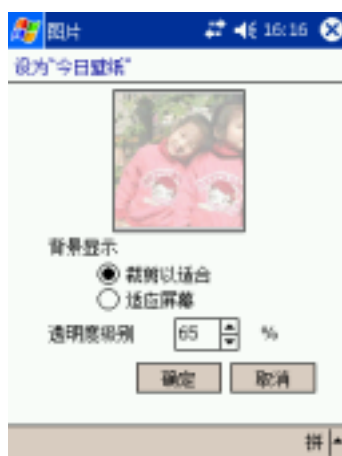 图片 16:16
设为"今日壁纸"
背景显示
裁剪以适合
适应屏幕
透明度级别 65 %
确定 取消
拼